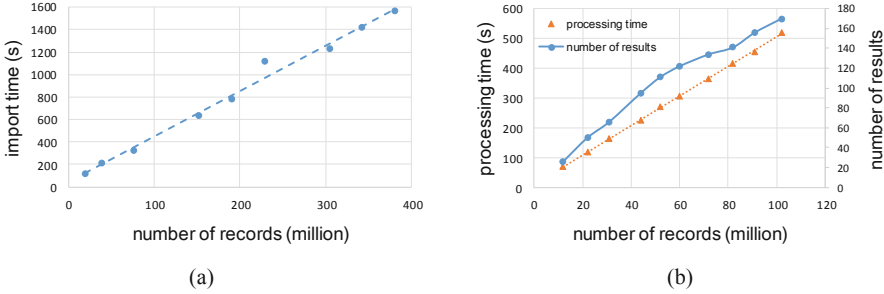 1600
1400
1200
1000
800
600
400
200
0
import time (s)
0 100 200 300 400
number of records (million)
(a)
600
500
400
300
200
100
0
processing time (s)
processing time
number of results
180
160
140
120
100
80
60
40
20
0
number of results
0 20 40 60 80 100 120
number of records (million)
(b)